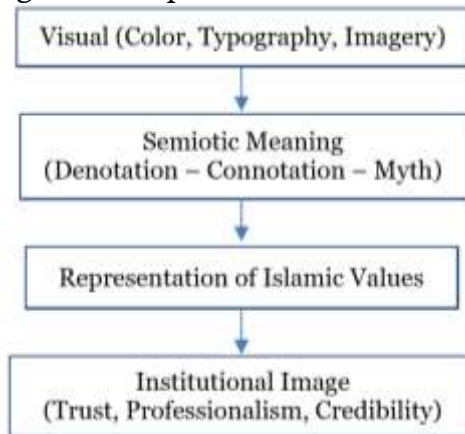 Visual (Color, Typography, Imagery)
Semiotic Meaning
(Denotation – Connotation – Myth)
Representation of Islamic Values
Institutional Image
(Trust, Professionalism, Credibility)